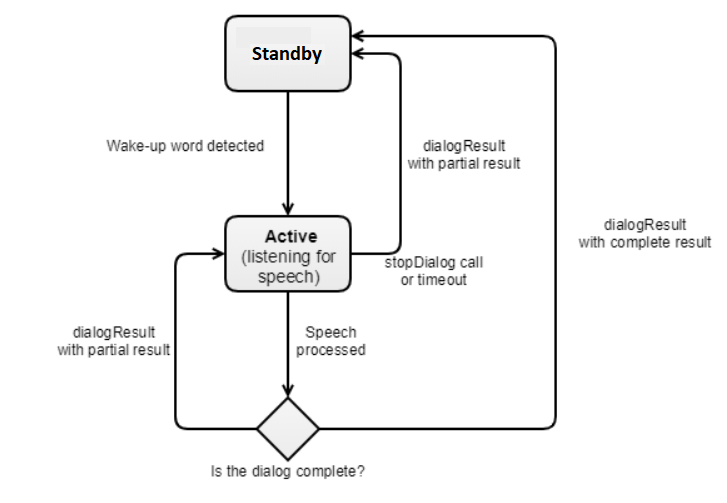 Standby
Wake-up word detected
dialogResult
with partial result
dialogResult
with complete result
Active
(listening for
speech)
stopDialog call
or timeout
dialogResult
with partial result
Speech
processed
Is the dialog complete?